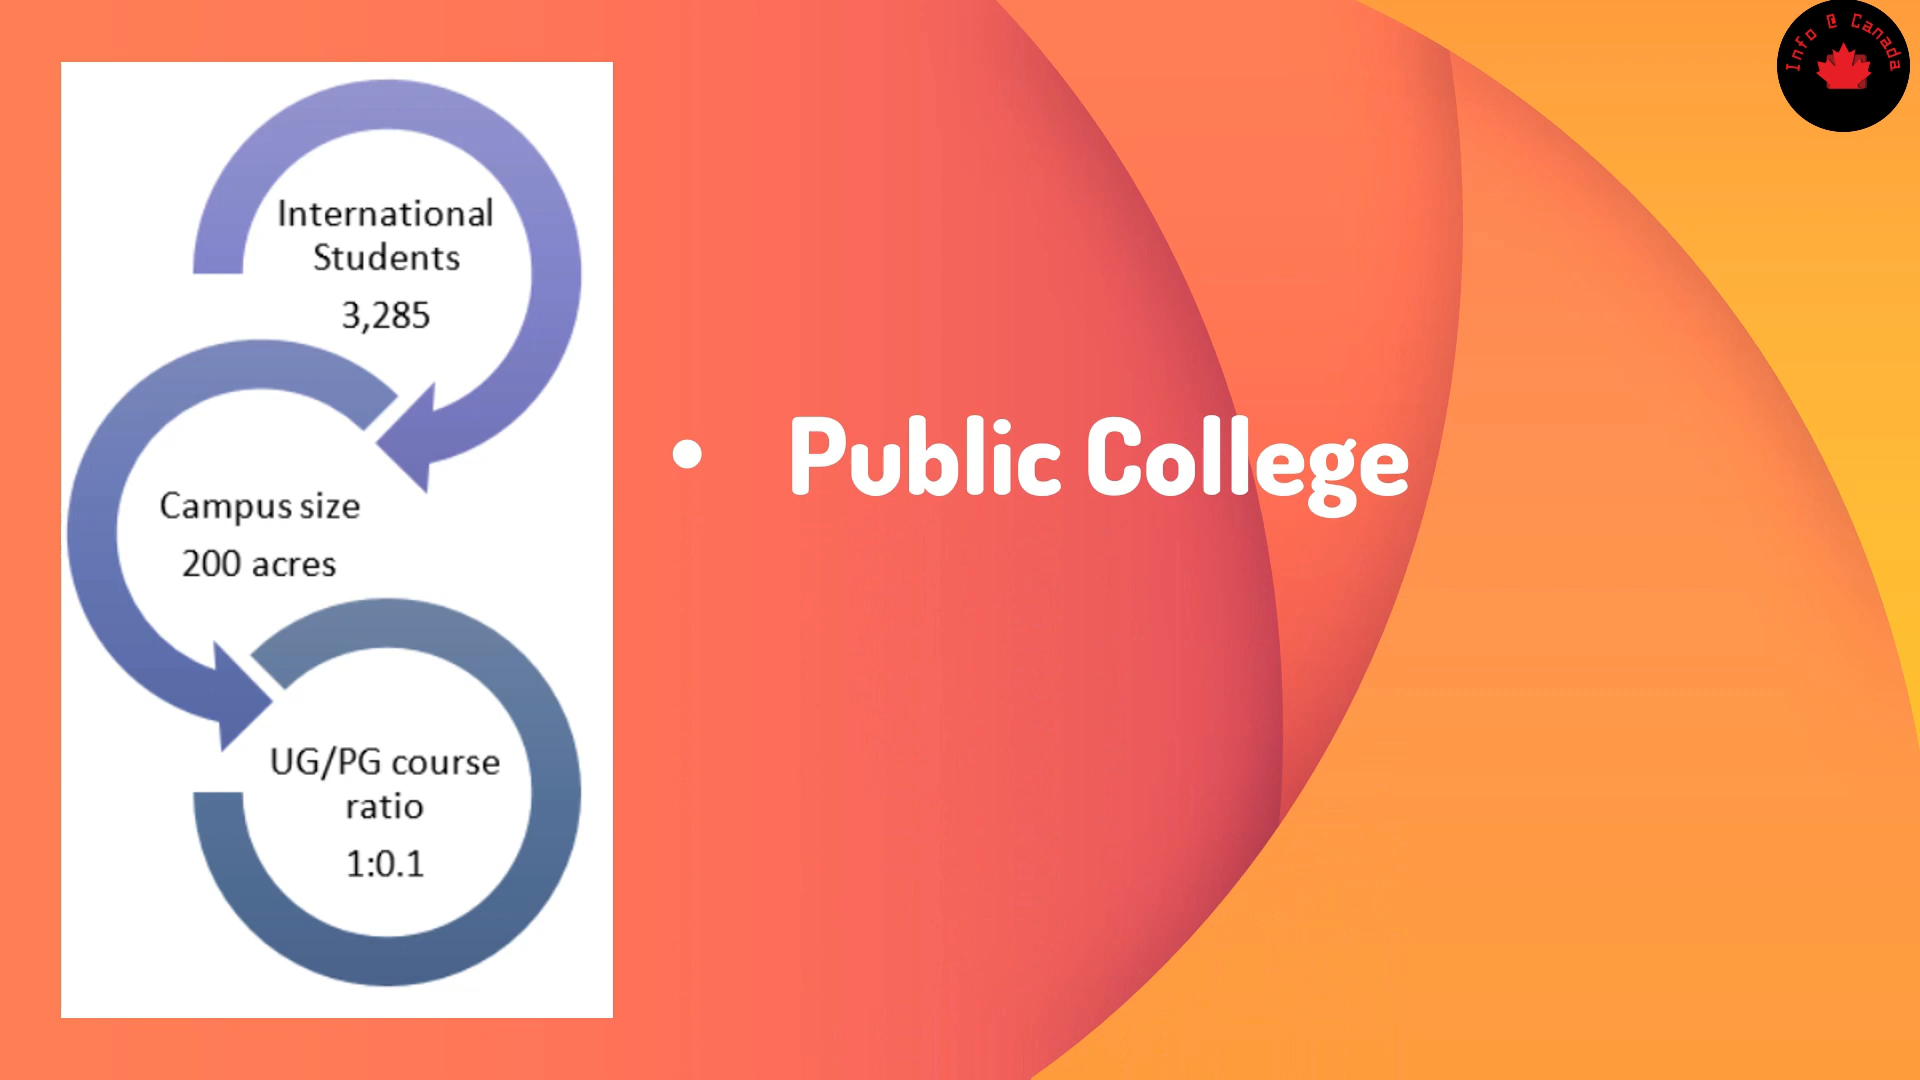 International
Students
3,285
Campus size
200 acres
UG/PG course
ratio
1:0.1
• Public College
Info @ Canada